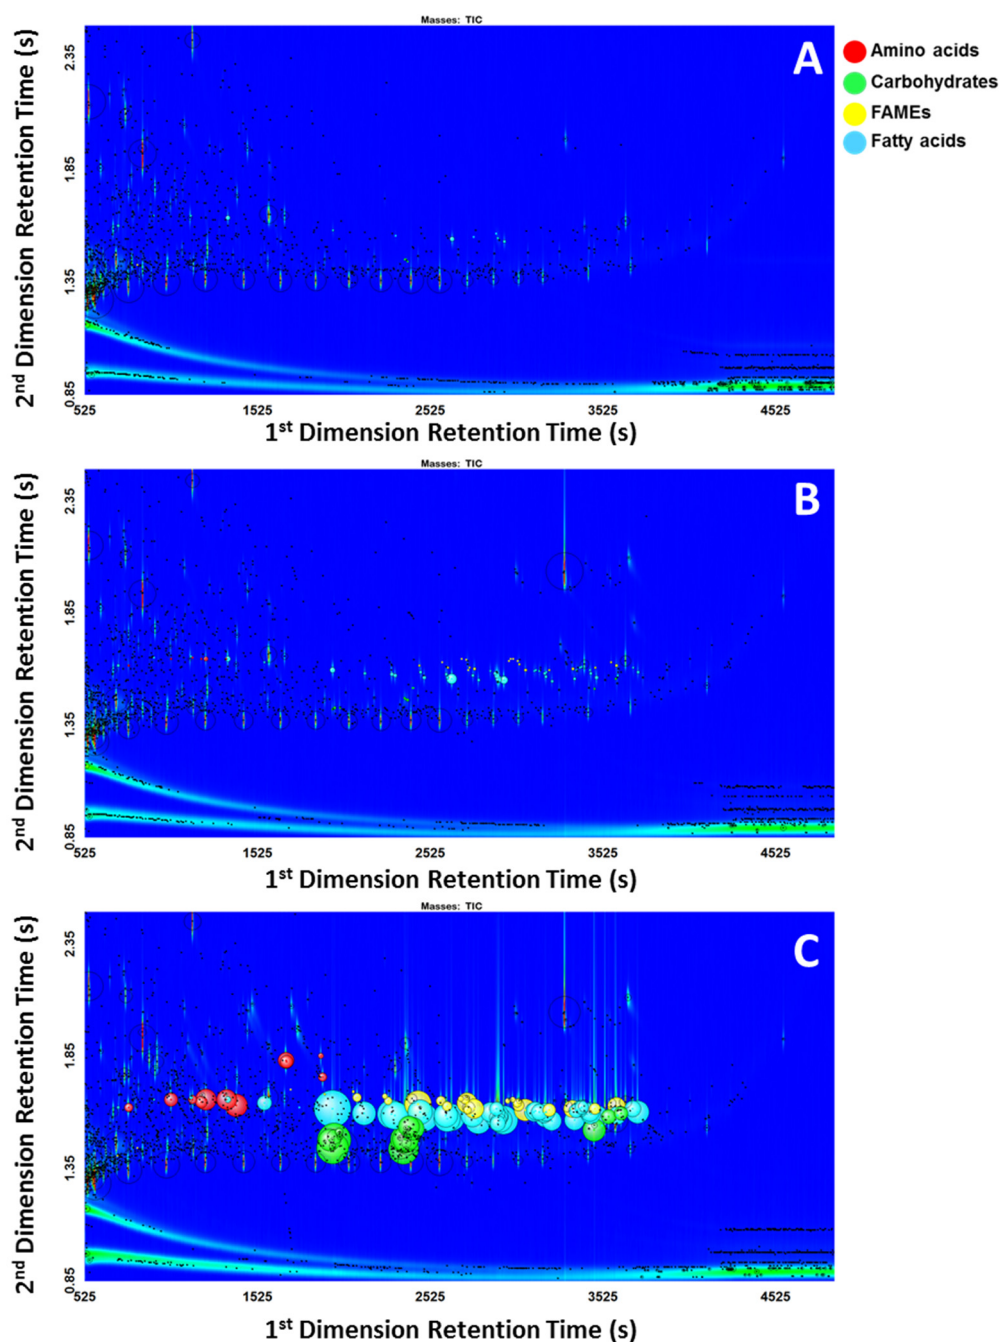 Masses: TIC
A
Amino acids
Carbohydrates
FAMEs
Fatty acids
2nd Dimension Retention Time (s)
2.35
1.85
1.35
0.85
525 1525 2525 3525 4525
1st Dimension Retention Time (s)
Masses: TIC
B
2nd Dimension Retention Time (s)
2.35
1.85
1.35
0.85
525 1525 2525 3525 4525
1st Dimension Retention Time (s)
Masses: TIC
C
2nd Dimension Retention Time (s)
2.35
1.85
1.35
0.85
525 1525 2525 3525 4525
1st Dimension Retention Time (s)